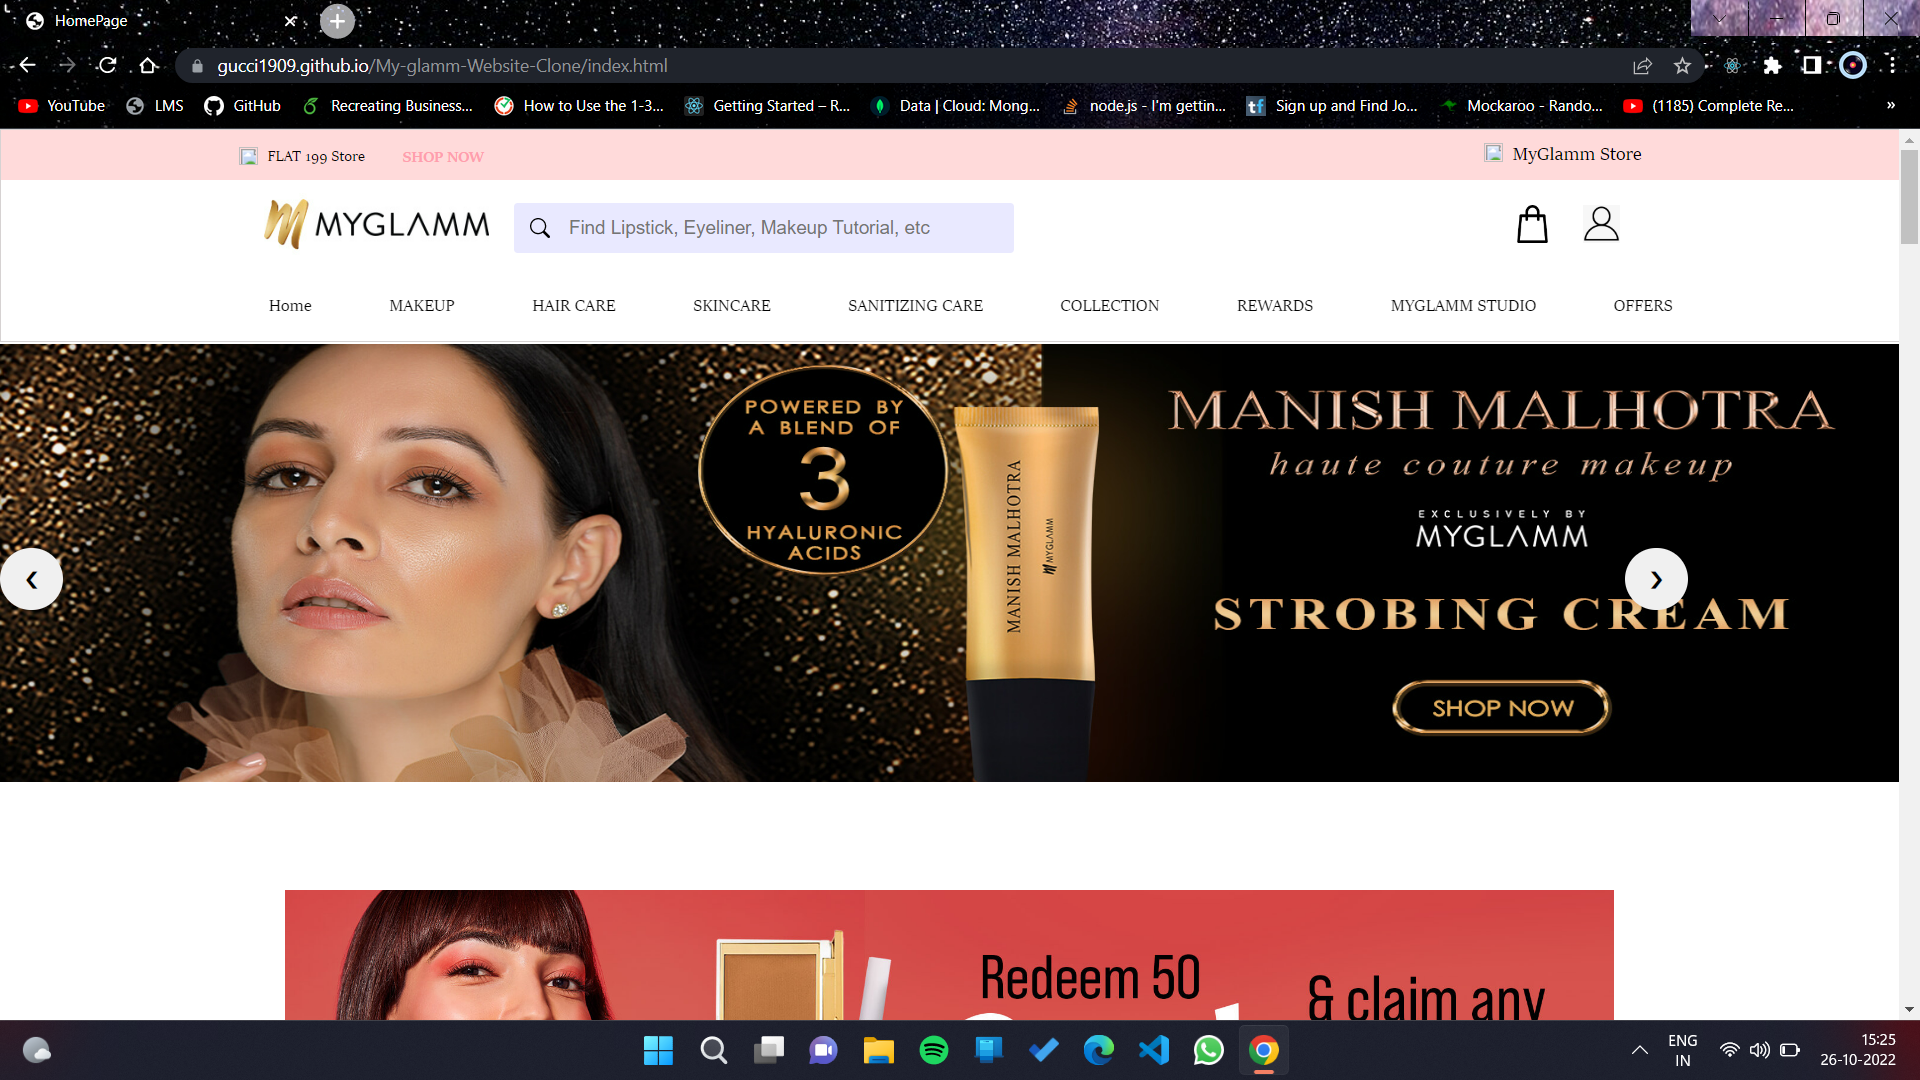 HomePage
gucci1909.github.io/My-glamm-Website-Clone/index.html
YouTube
LMS
GitHub
Recreating Business...
How to Use the 1-3...
Getting Started – R...
Data | Cloud: Mong...
node.js - I'm gettin...
Sign up and Find Jo...
Mockaroo - Rando...
(1185) Complete Re...
»
FLAT 199 Store
SHOP NOW
MyGlamm Store
MYGLAMM
Find Lipstick, Eyeliner, Makeup Tutorial, etc
Home
MAKEUP
HAIR CARE
SKINCARE
SANITIZING CARE
COLLECTION
REWARDS
MYGLAMM STUDIO
OFFERS
POWERED BY
A BLEND OF
3
HYALURONIC
ACIDS
MANISH MALHOTRA
MYGLAMM
MANISH MALHOTRA
haute couture makeup
EXCLUSIVELY BY
MYGLAMM
STROBING CREAM
SHOP NOW
❮
❯
Redeem 50
& claim any
ENG
IN
15:25
26-10-2022